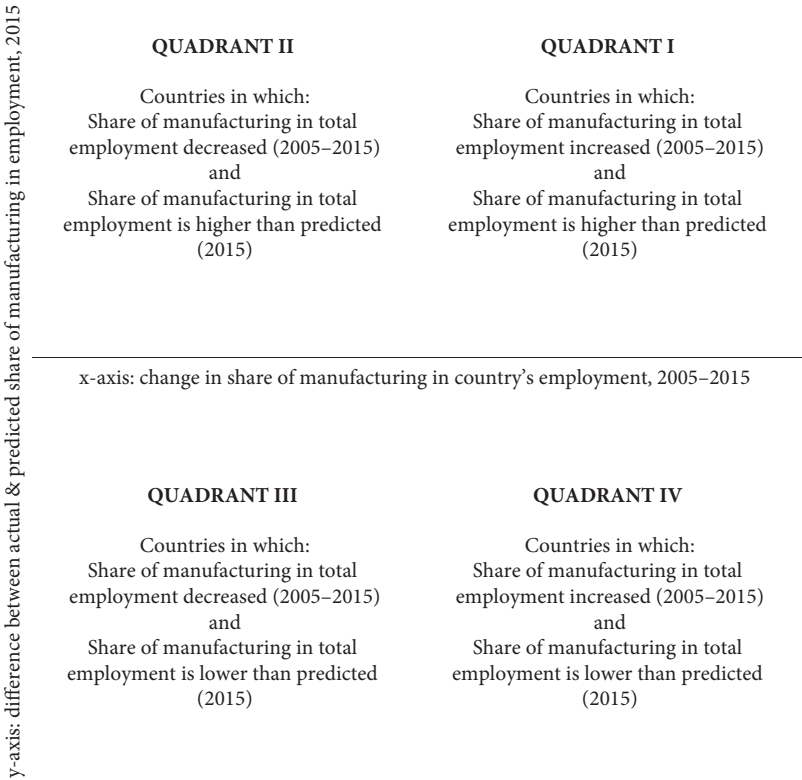 y-axis: difference between actual & predicted share of manufacturing in employment, 2015
QUADRANT II
Countries in which:
Share of manufacturing in total
employment decreased (2005–2015)
and
Share of manufacturing in total
employment is higher than predicted
(2015)
QUADRANT I
Countries in which:
Share of manufacturing in total
employment increased (2005–2015)
and
Share of manufacturing in total
employment is higher than predicted
(2015)
x-axis: change in share of manufacturing in country’s employment, 2005–2015
QUADRANT III
Countries in which:
Share of manufacturing in total
employment decreased (2005–2015)
and
Share of manufacturing in total
employment is lower than predicted
(2015)
QUADRANT IV
Countries in which:
Share of manufacturing in total
employment increased (2005–2015)
and
Share of manufacturing in total
employment is lower than predicted
(2015)